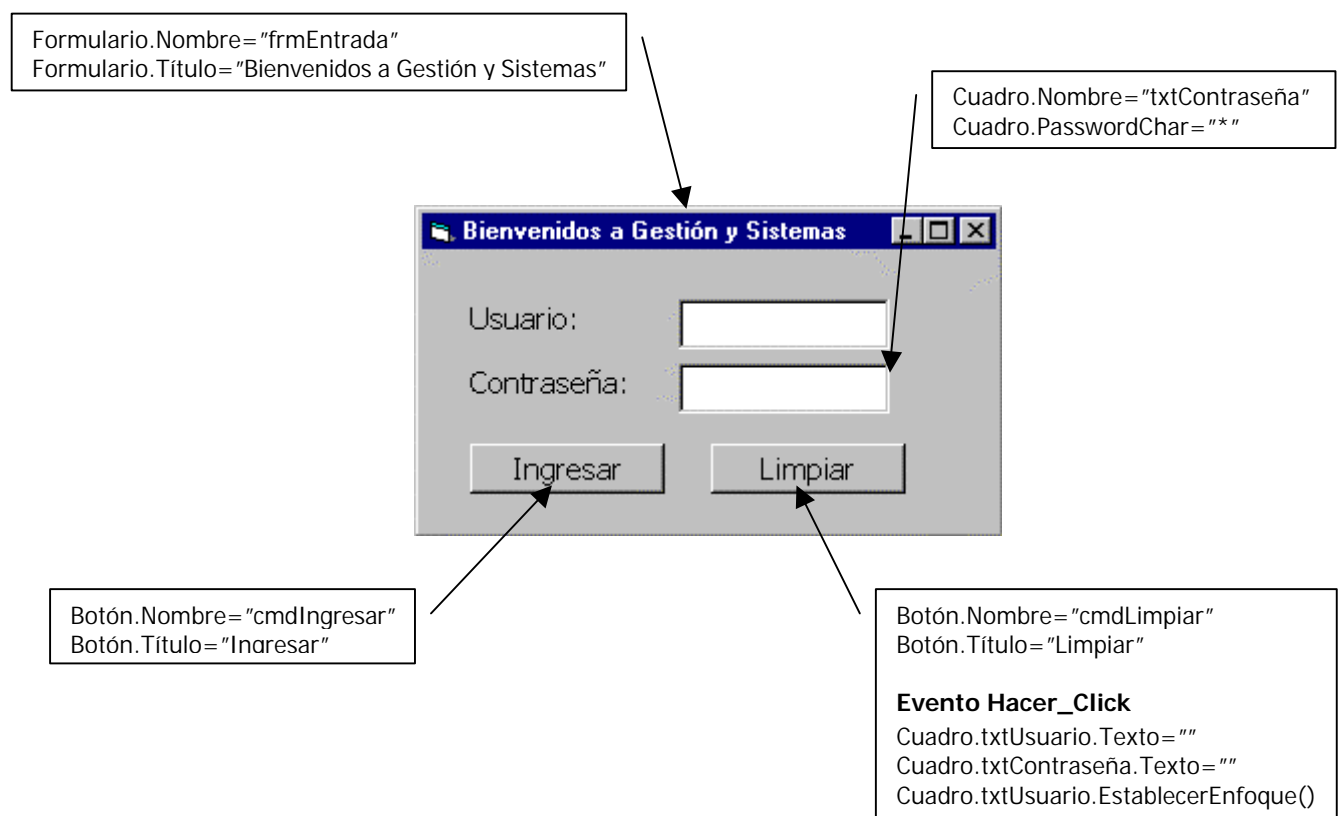 Formulario.Nombre="frmEntrada"
Formulario.Título="Bienvenidos a Gestión y Sistemas"
Cuadro.Nombre="txtContraseña"
Cuadro.PasswordChar="*"
Bienvenidos a Gestión y Sistemas
Usuario:
Contraseña:
Ingresar
Limpiar
Botón.Nombre="cmdIngresar"
Botón.Título="Ingresar"
Botón.Nombre="cmdLimpiar"
Botón.Título="Limpiar"
Evento Hacer_Click
Cuadro.txtUsuario.Texto=""
Cuadro.txtContraseña.Texto=""
Cuadro.txtUsuario.EstablecerEnfoque()